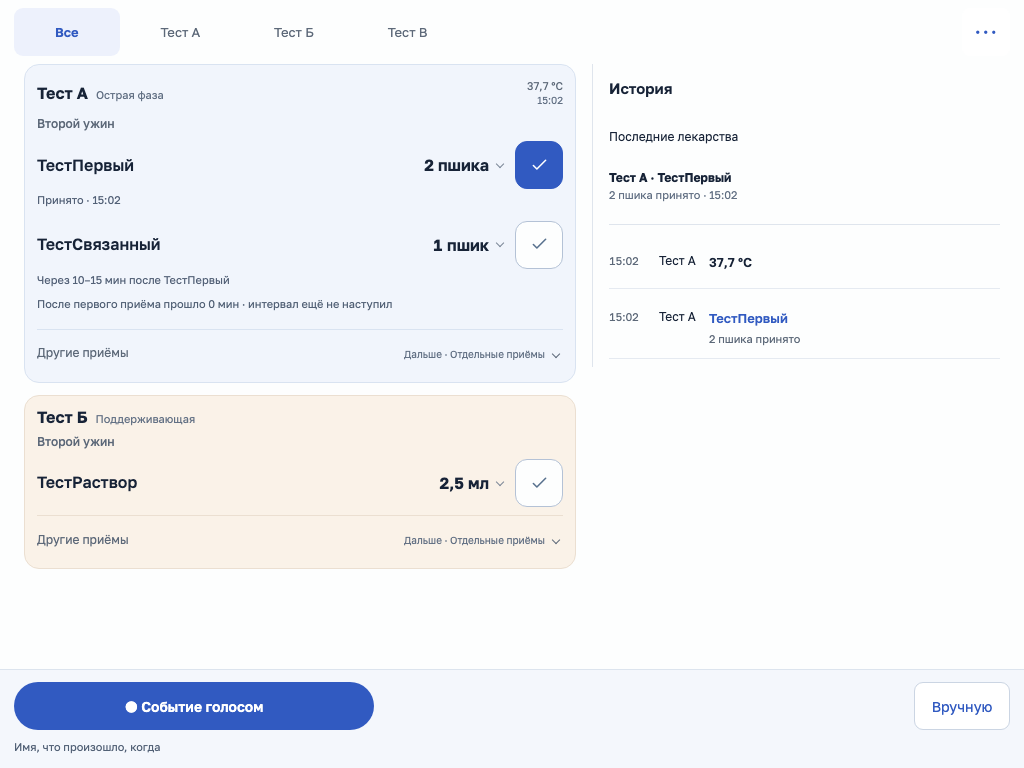 Все
Тест А
Тест Б
Тест В
Тест А Острая фаза
37,7 °C
15:02
Второй ужин
ТестПервый
2 пшика
Принято · 15:02
ТестСвязанный
1 пшик
Через 10–15 мин после ТестПервый
После первого приёма прошло 0 мин · интервал ещё не наступил
Другие приёмы
Дальше · Отдельные приёмы
Тест Б Поддерживающая
Второй ужин
ТестРаствор
2,5 мл
Другие приёмы
Дальше · Отдельные приёмы
История
Последние лекарства
Тест А · ТестПервый
2 пшика принято · 15:02
15:02 Тест А 37,7 °C
15:02 Тест А ТестПервый
2 пшика принято
Событие голосом
Вручную
Имя, что произошло, когда